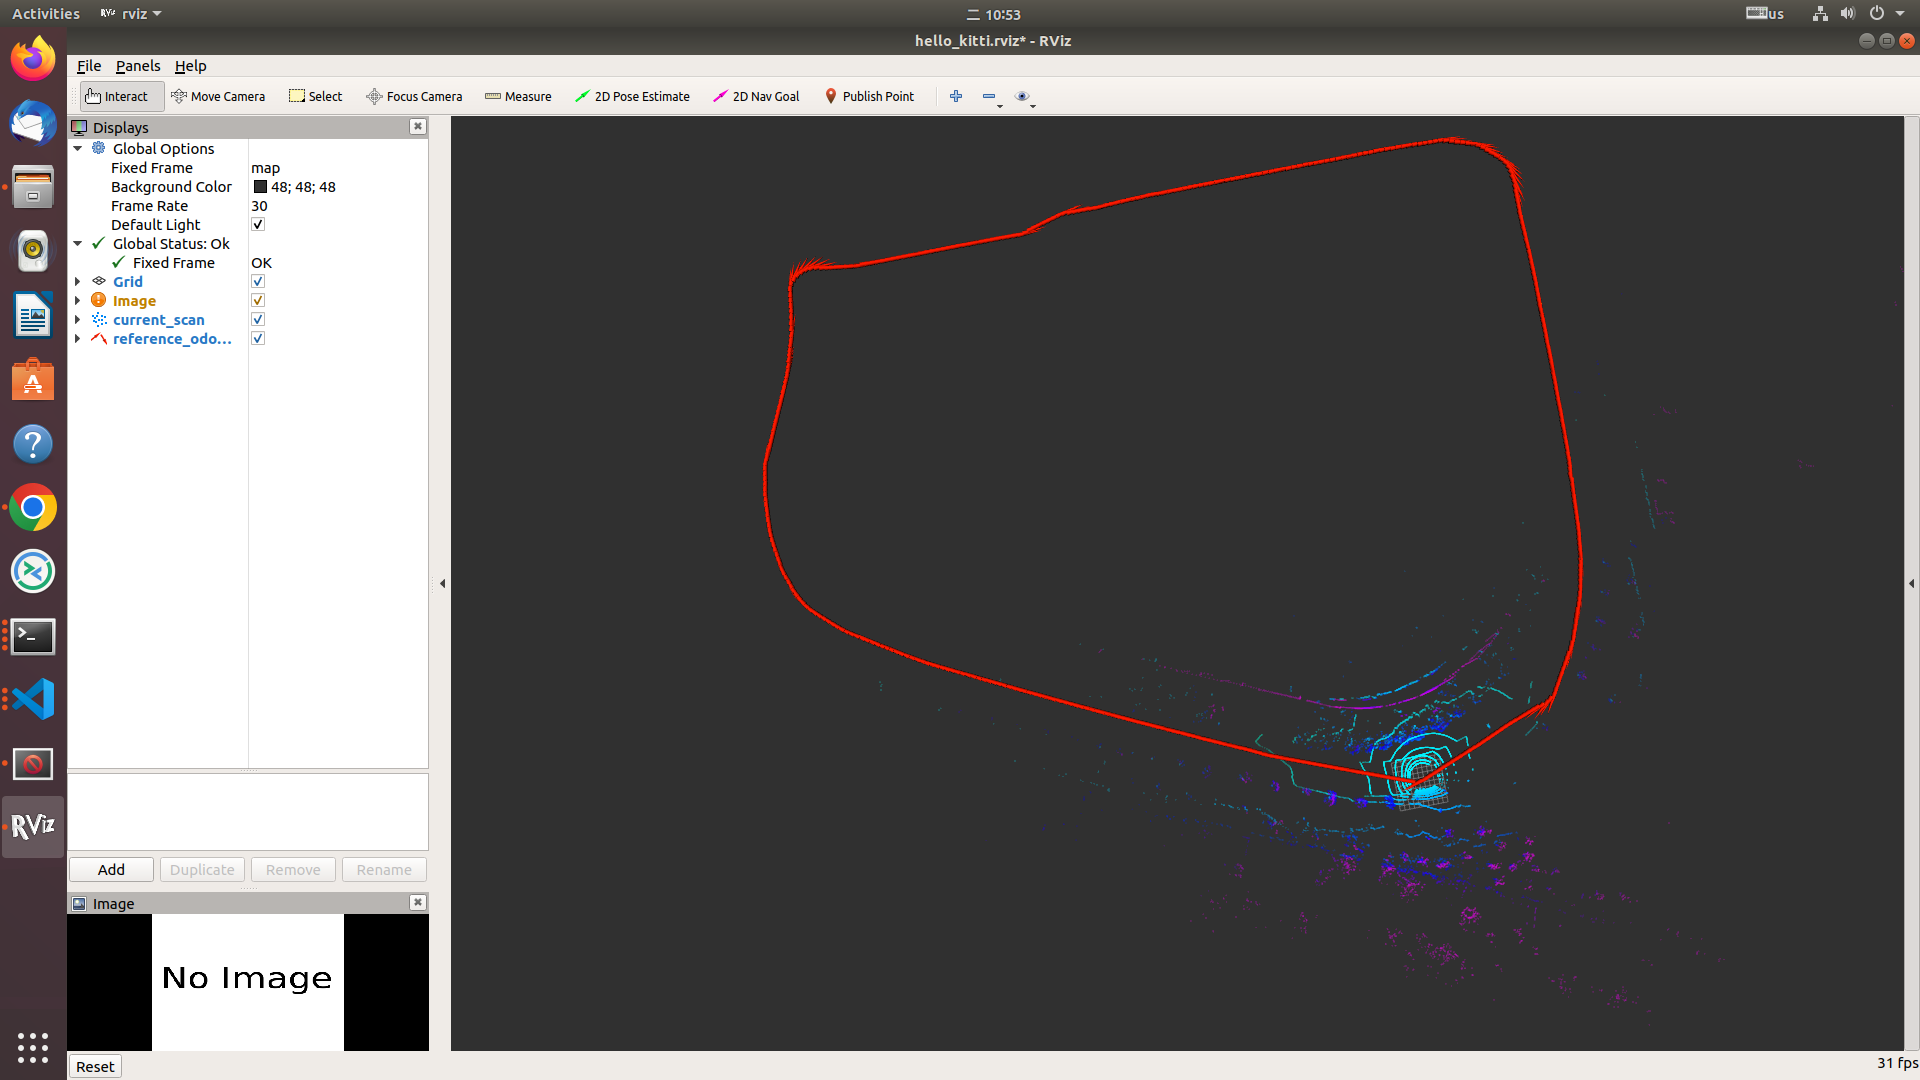 Activities
RViz
rviz
二 10:53
us
hello_kitti.rviz* - RViz
File
Panels
Help
Interact
Move Camera
Select
Focus Camera
Measure
2D Pose Estimate
2D Nav Goal
Publish Point
Displays
Global Options
Fixed Frame
map
Background Color
48; 48; 48
Frame Rate
30
Default Light
Global Status: Ok
Fixed Frame
OK
Grid
Image
current_scan
reference_odo...
RViz
Add
Duplicate
Remove
Rename
Image
No Image
Reset
31 fps